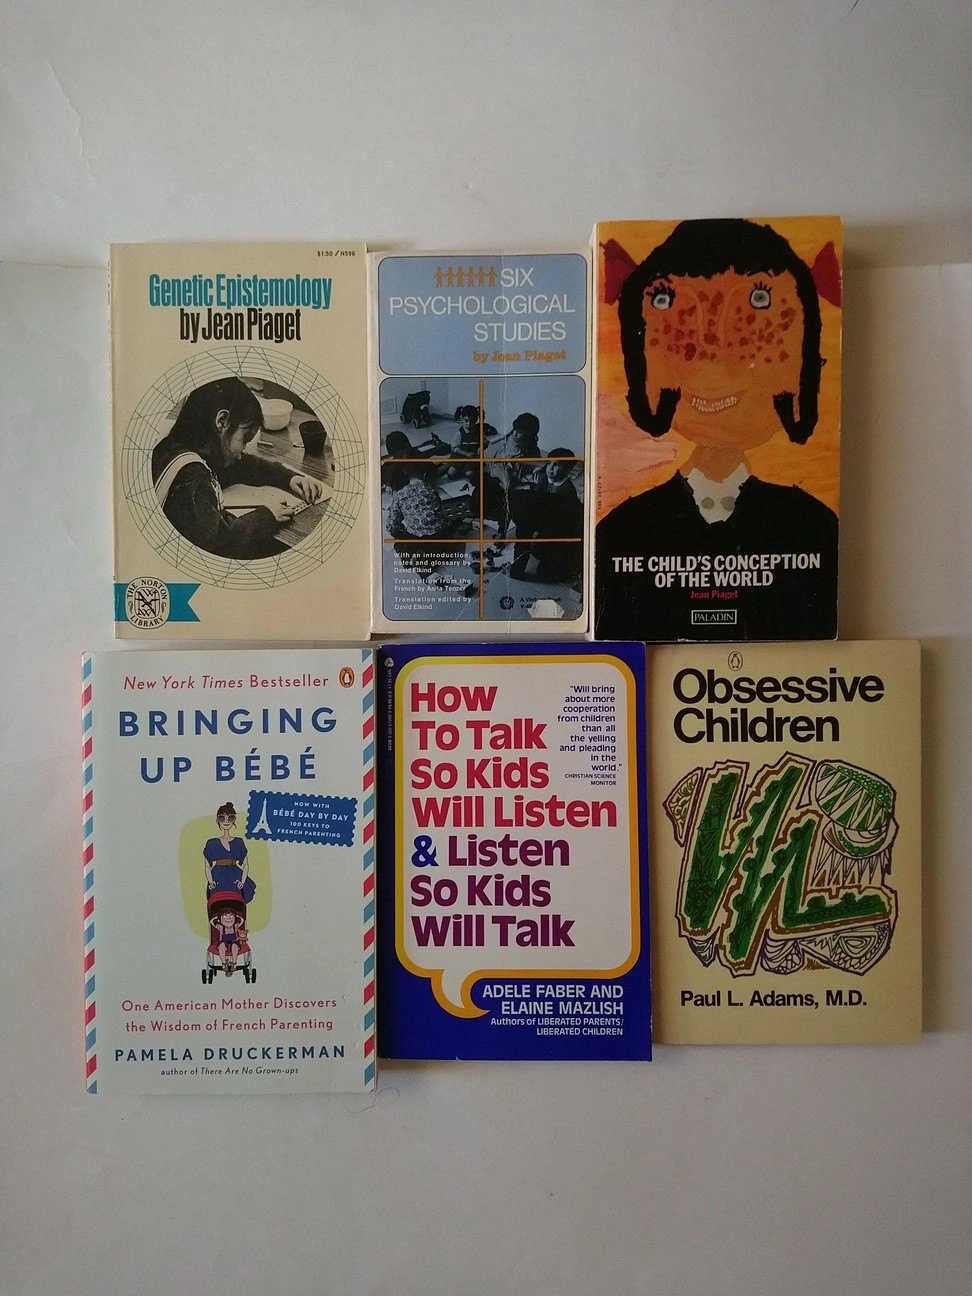 $1.50 / N596
Genetic Epistemology
by Jean Piaget
THE NORTON
LIBRARY
SIX
PSYCHOLOGICAL
STUDIES
by Jean Piaget
With an introduction,
notes and glossary by
David Elkind
Translation from the
French by Anita Tenzer
Translation edited by
David Elkind
A
V-
THE CHILD'S CONCEPTION
OF THE WORLD
Jean Piaget
PALADIN
New York Times Bestseller
BRINGING
UP BÉBÉ
NOW WITH
BÉBÉ DAY BY DAY
100 KEYS TO
FRENCH PARENTING
One American Mother Discovers
the Wisdom of French Parenting
PAMELA DRUCKERMAN
author of There Are No Grown-ups
How
To Talk
So Kids
Will Listen
& Listen
So Kids
Will Talk
"Will bring
about more
cooperation
from children
than all
the yelling
and pleading
in the
world."
CHRISTIAN SCIENCE
MONITOR
ADELE FABER AND
ELAINE MAZLISH
Authors of LIBERATED PARENTS/
LIBERATED CHILDREN
Obsessive
Children
Paul L. Adams, M.D.